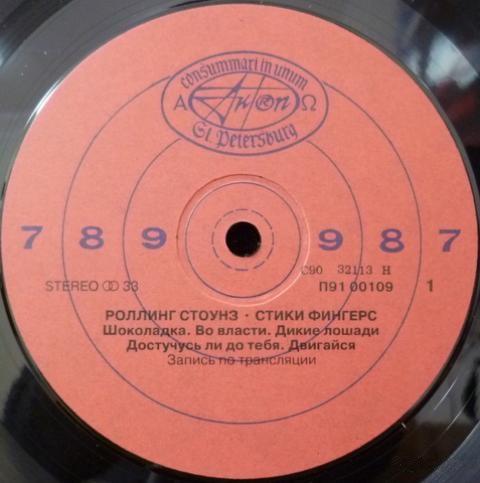 consummari in unum
Α Антроп Ω
St. Petersburg
7 8 9 9 8 7
С90 32113 Н
STEREO 33 П91 00109 1
РОЛЛИНГ СТОУНЗ · СТИКИ ФИНГЕРС
Шоколадка. Во власти. Дикие лошади
Достучусь ли до тебя. Двигайся
Запись по трансляции